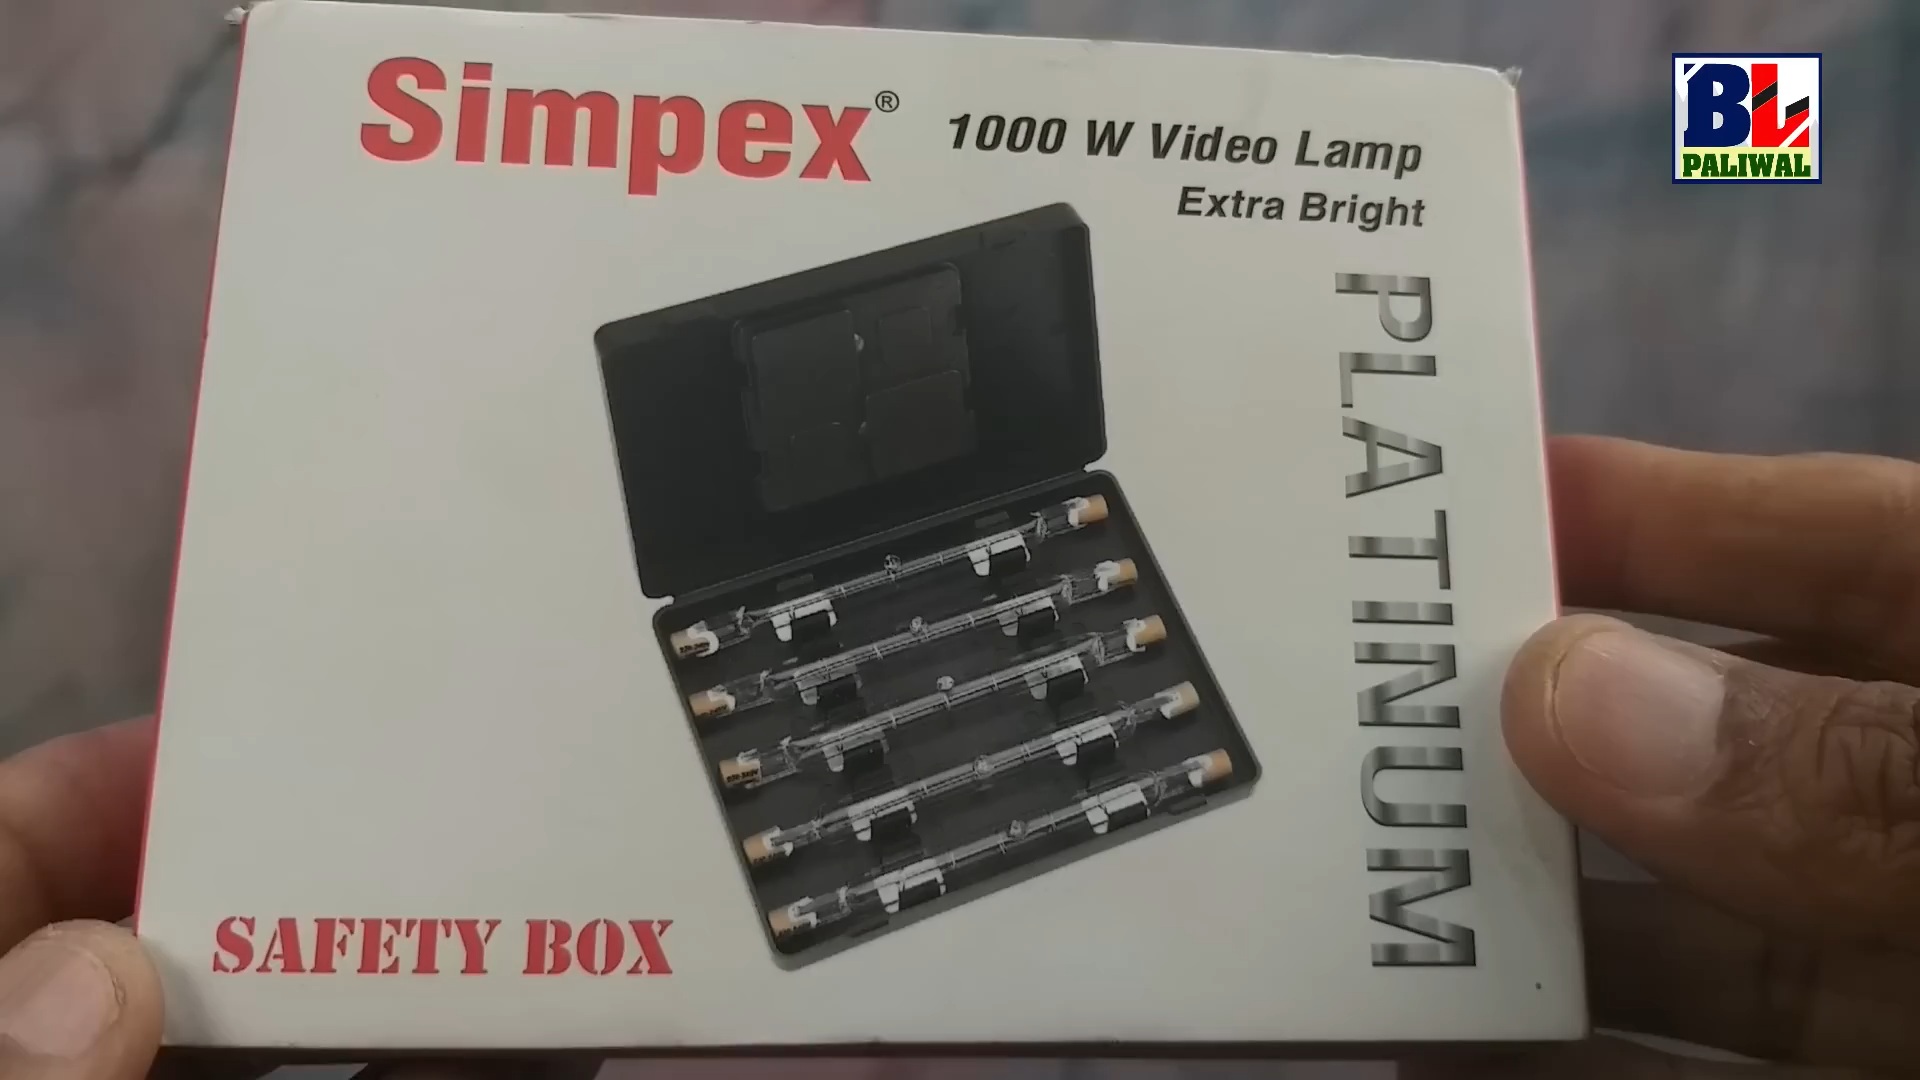 Simpex®
1000 W Video Lamp
Extra Bright
PLATINUM
SAFETY BOX
BL
PALIWAL